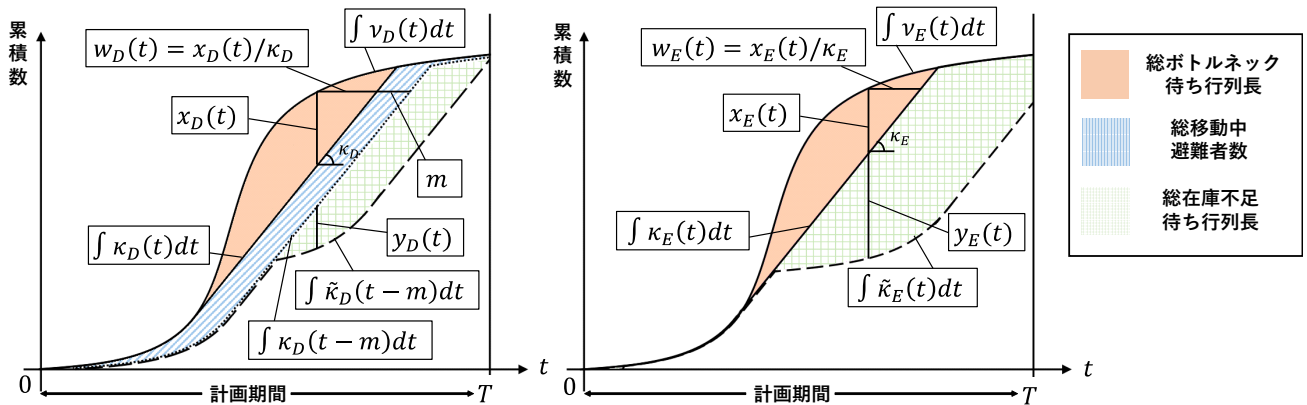 累積数
∫ ν_D(t)dt
w_D(t) = x_D(t)/κ_D
x_D(t)
κ_D
m
∫ κ_D(t)dt
y_D(t)
∫ κ̃_D(t − m)dt
∫ κ_D(t − m)dt
0
計画期間
T
t
累積数
∫ ν_E(t)dt
w_E(t) = x_E(t)/κ_E
x_E(t)
κ_E
∫ κ_E(t)dt
y_E(t)
∫ κ̃_E(t)dt
0
計画期間
T
t
総ボトルネック
待ち行列長
総移動中
避難者数
総在庫不足
待ち行列長